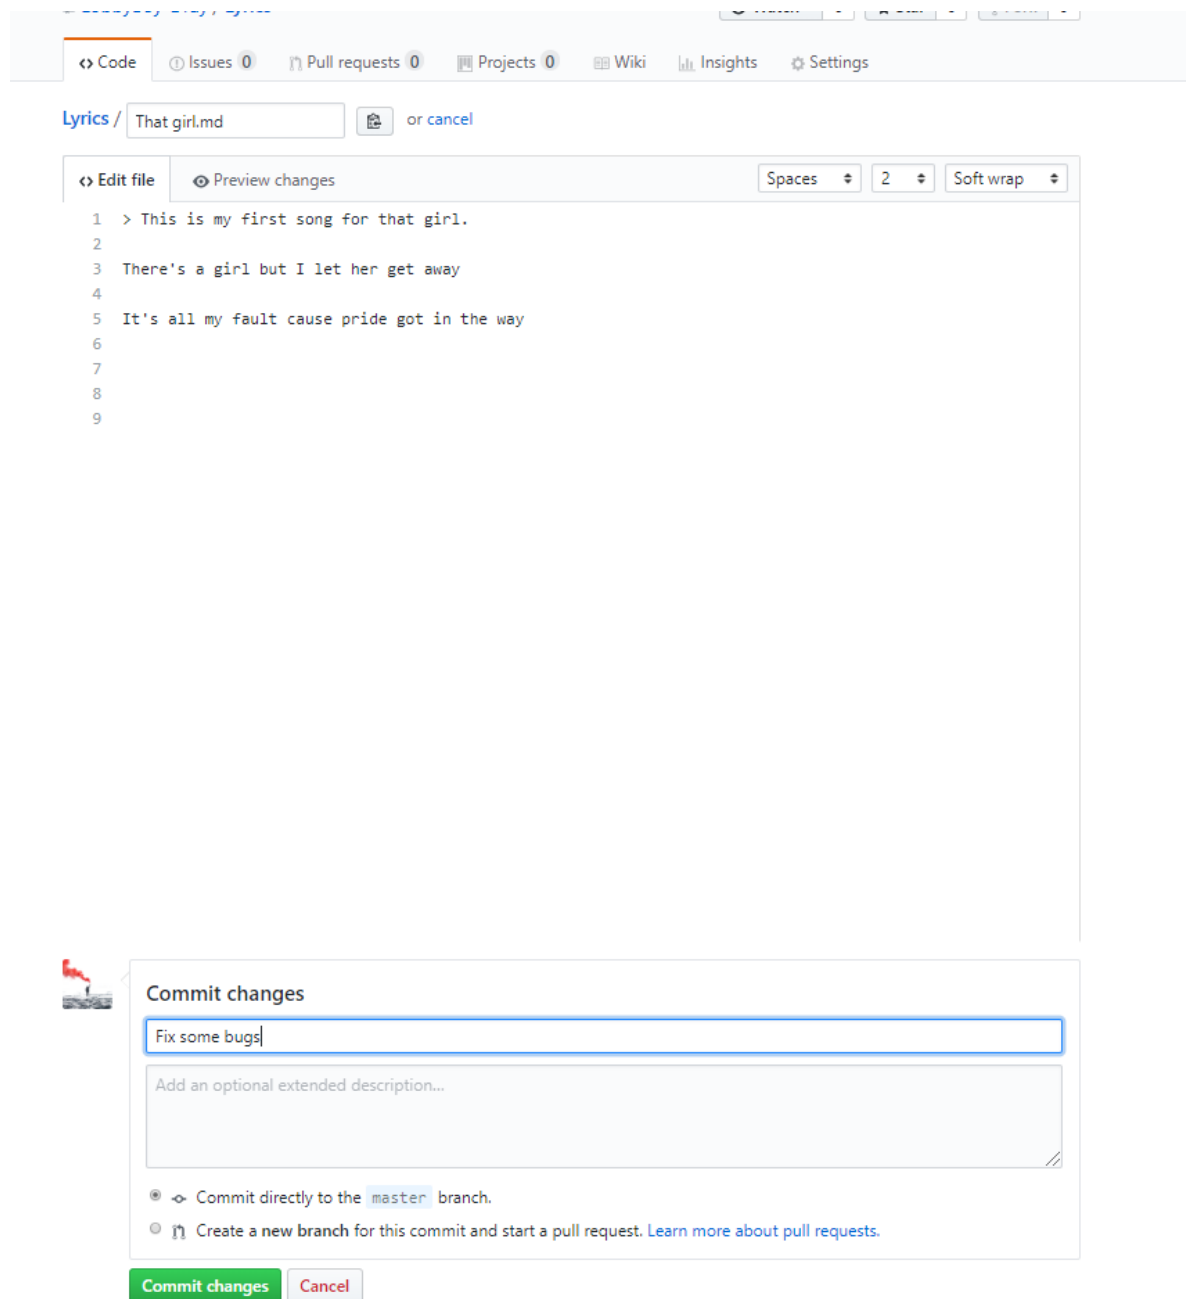 <> Code Issues 0 Pull requests 0 Projects 0 Wiki Insights Settings
Lyrics / That girl.md or cancel
<> Edit file Preview changes Spaces 2 Soft wrap
1 > This is my first song for that girl.
2
3 There's a girl but I let her get away
4
5 It's all my fault cause pride got in the way
6
7
8
9
Commit changes
Fix some bugs
Add an optional extended description...
Commit directly to the master branch.
Create a new branch for this commit and start a pull request. Learn more about pull requests.
Commit changes Cancel